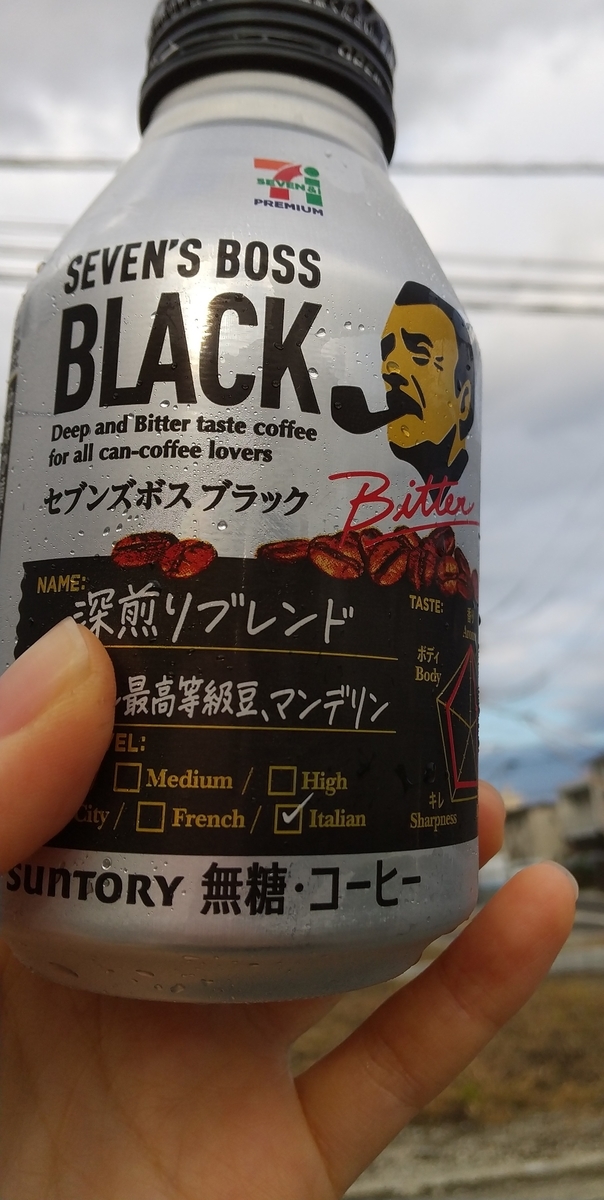 7i
SEVEN&i
PREMIUM
SEVEN'S BOSS
BLACK
Deep and Bitter taste coffee
for all can-coffee lovers
セブンズボス ブラック
Bitter
NAME:
深煎りブレンド
最高等級豆、マンデリン
TASTE:
ボディ
Body
キレ
Sharpness
Medium / High
City / French / ✓ Italian
SUNTORY 無糖・コーヒー